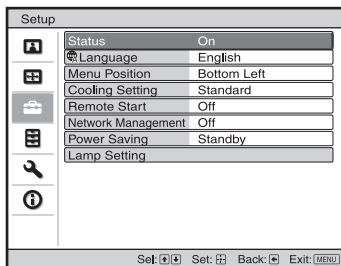 Setup
Status On
Language English
Menu Position Bottom Left
Cooling Setting Standard
Remote Start Off
Network Management Off
Power Saving Standby
Lamp Setting
Sel: Set: Back: Exit: MENU